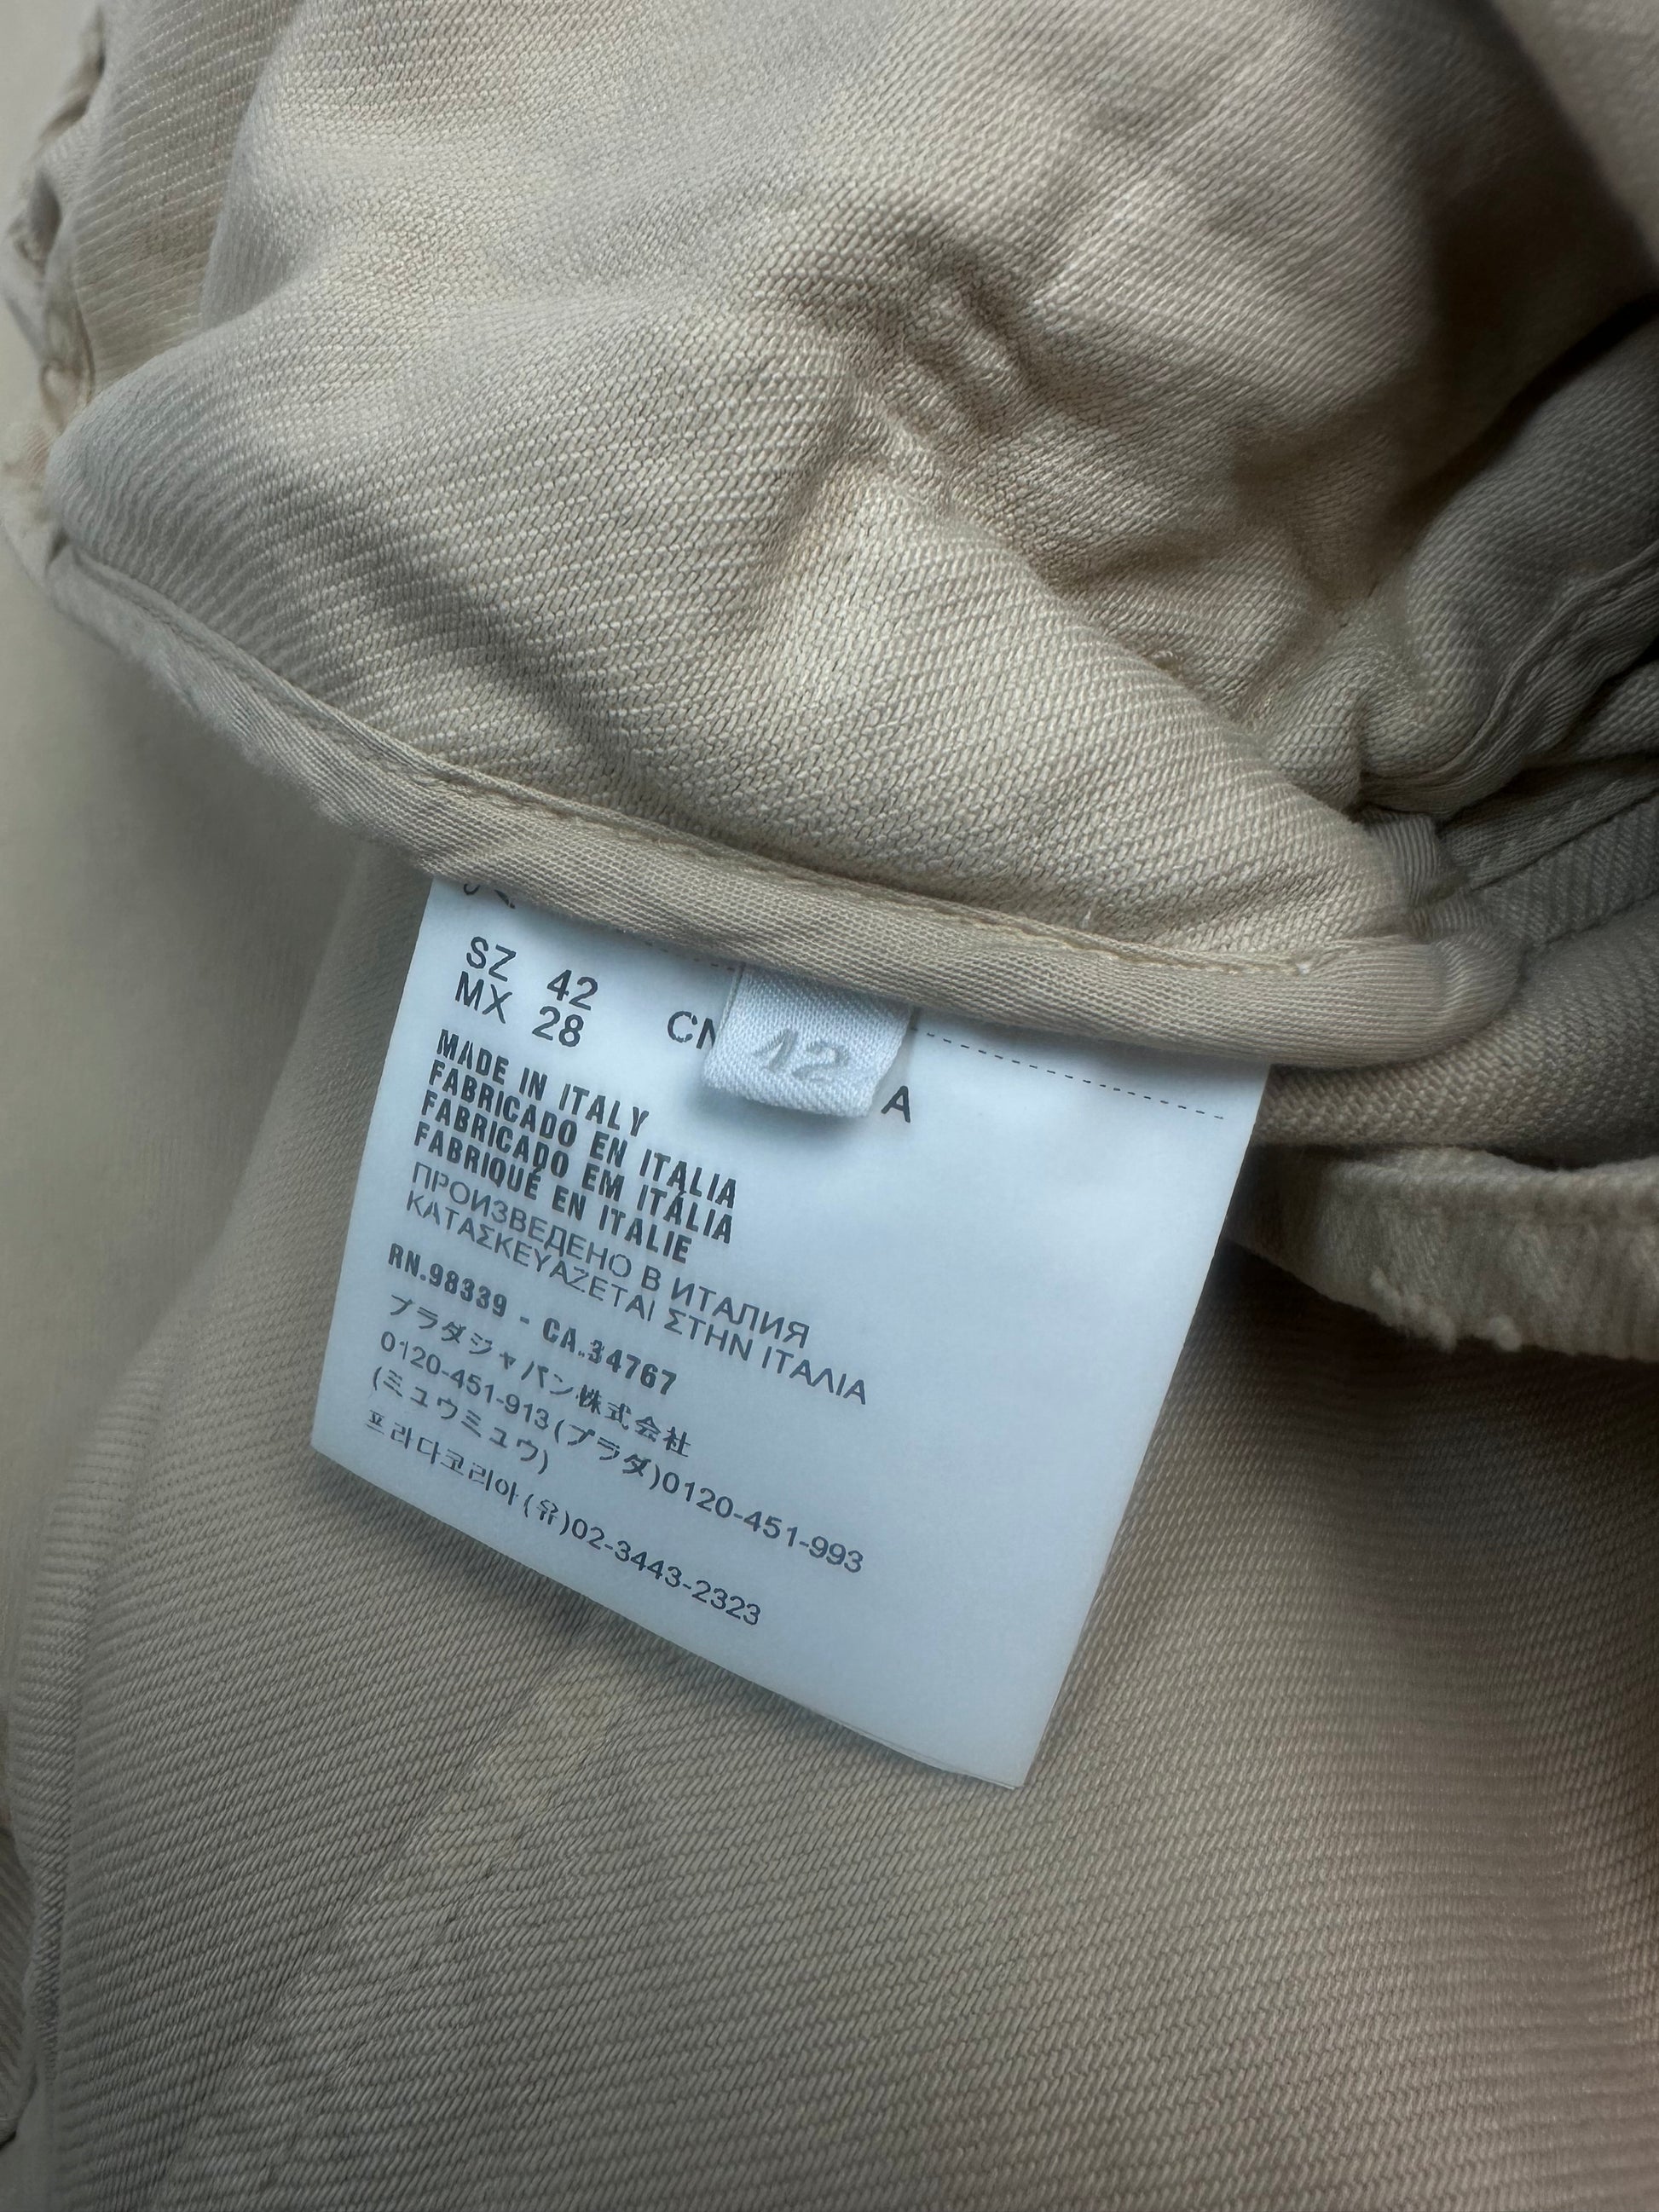 SZ 42
MX 28 CN A
42
MADE IN ITALY
FABRICADO EN ITALIA
FABRICADO EM ITÁLIA
FABRIQUÉ EN ITALIE
ПРОИЗВЕДЕНО В ИТАЛИЯ
ΚΑΤΑΣΚΕΥΑΖΕΤΑΙ ΣΤΗΝ ΙΤΑΛΙΑ
RN.98339 - CA.34767
プラダジャパン株式会社
0120-451-913(プラダ)0120-451-993
(ミュウミュウ)
프라다코리아(유)02-3443-2323